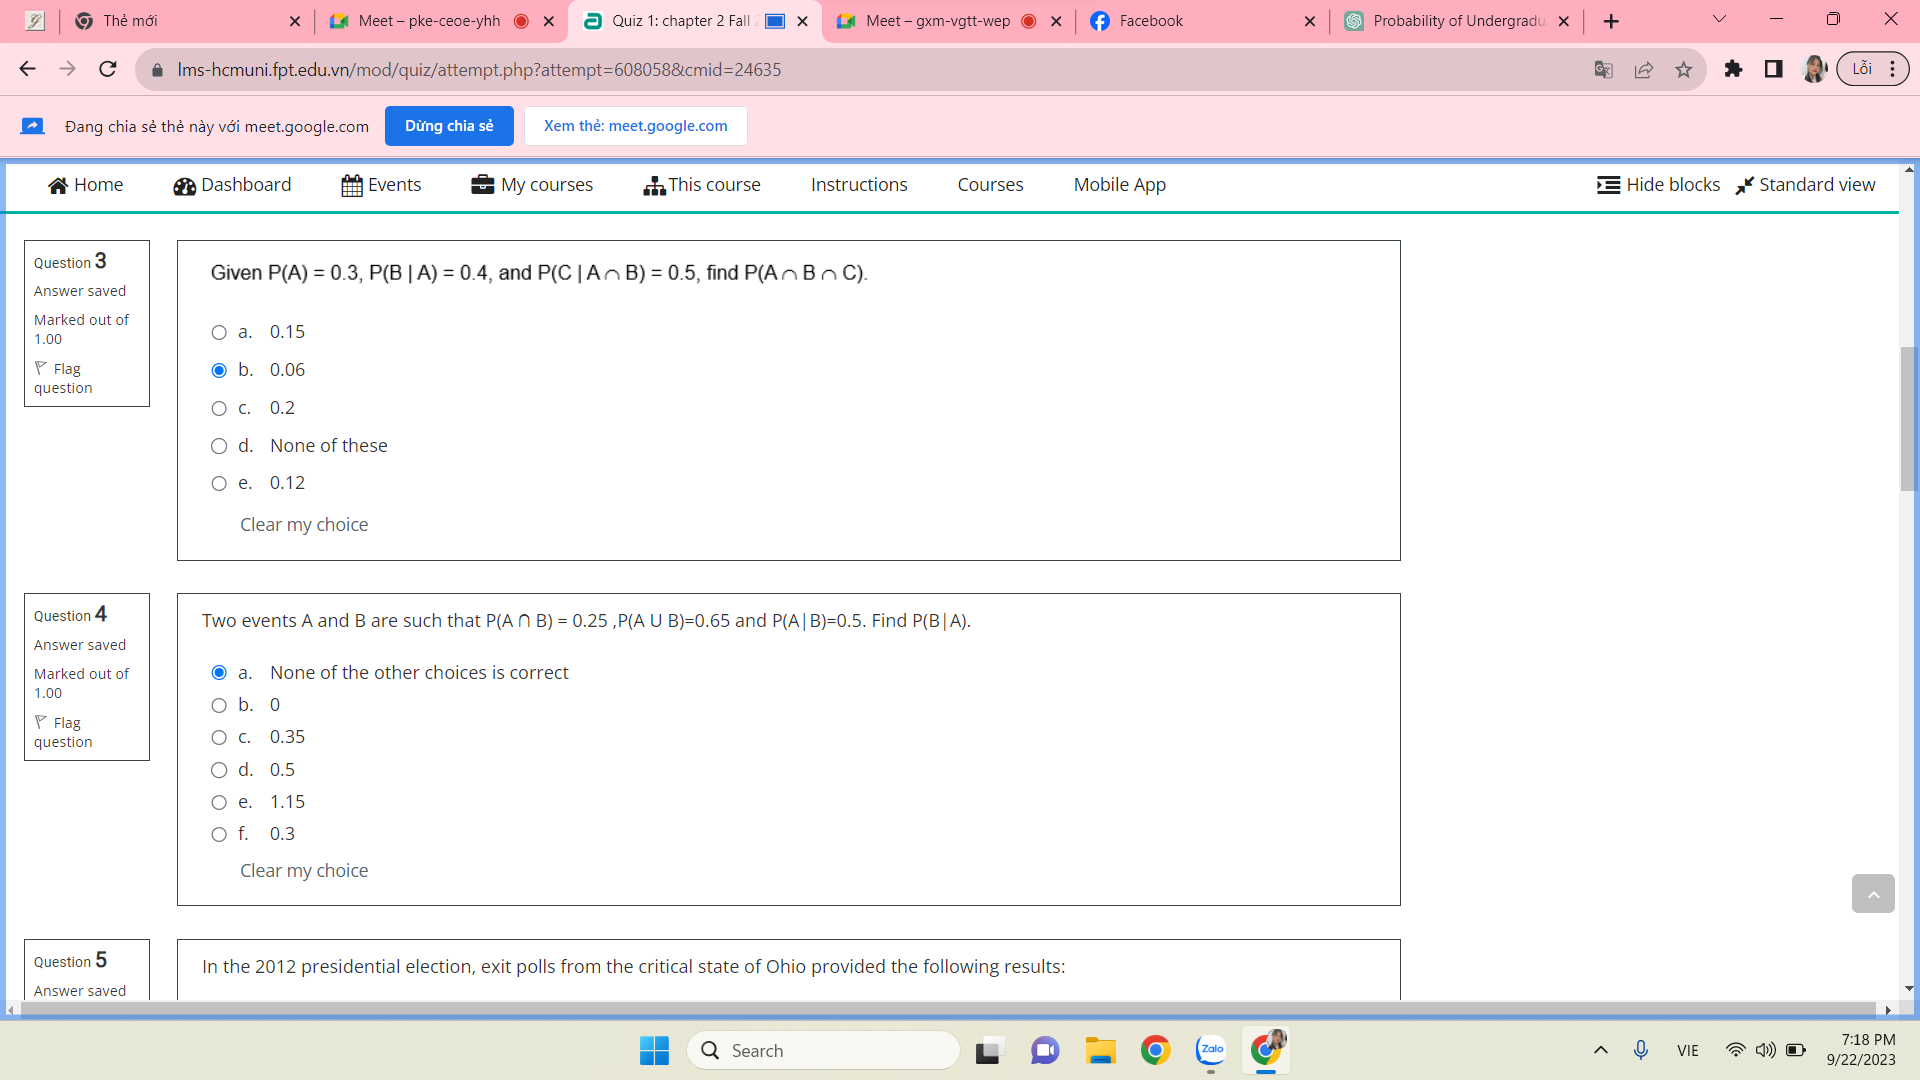 Thẻ mới
Meet – pke-ceoe-yhh
Quiz 1: chapter 2 Fall
Meet – gxm-vgtt-wep
Facebook
Probability of Undergradu
lms-hcmuni.fpt.edu.vn/mod/quiz/attempt.php?attempt=608058&cmid=24635
Lỗi
Đang chia sẻ thẻ này với meet.google.com
Dừng chia sẻ
Xem thẻ: meet.google.com
Home
Dashboard
Events
My courses
This course
Instructions
Courses
Mobile App
Hide blocks
Standard view
Question 3
Answer saved
Marked out of
1.00
Flag
question
Given P(A) = 0.3, P(B | A) = 0.4, and P(C | A ∩ B) = 0.5, find P(A ∩ B ∩ C).
a. 0.15
b. 0.06
c. 0.2
d. None of these
e. 0.12
Clear my choice
Question 4
Answer saved
Marked out of
1.00
Flag
question
Two events A and B are such that P(A ∩ B) = 0.25 ,P(A U B)=0.65 and P(A|B)=0.5. Find P(B|A).
a. None of the other choices is correct
b. 0
c. 0.35
d. 0.5
e. 1.15
f. 0.3
Clear my choice
Question 5
Answer saved
In the 2012 presidential election, exit polls from the critical state of Ohio provided the following results:
Search
Zalo
VIE
7:18 PM
9/22/2023